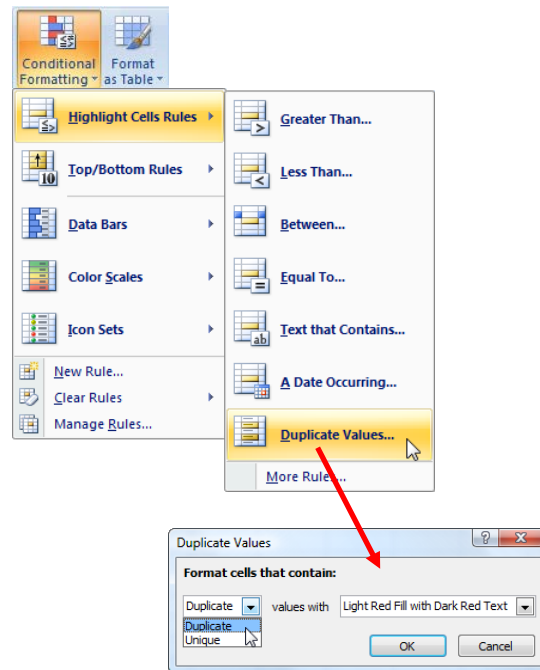 Conditional Formatting
Format as Table
Highlight Cells Rules
Top/Bottom Rules
Data Bars
Color Scales
Icon Sets
New Rule...
Clear Rules
Manage Rules...
Greater Than...
Less Than...
Between...
Equal To...
Text that Contains...
A Date Occurring...
Duplicate Values...
More Rules...
Duplicate Values
Format cells that contain:
Duplicate values with Light Red Fill with Dark Red Text
Duplicate
Unique
OK Cancel